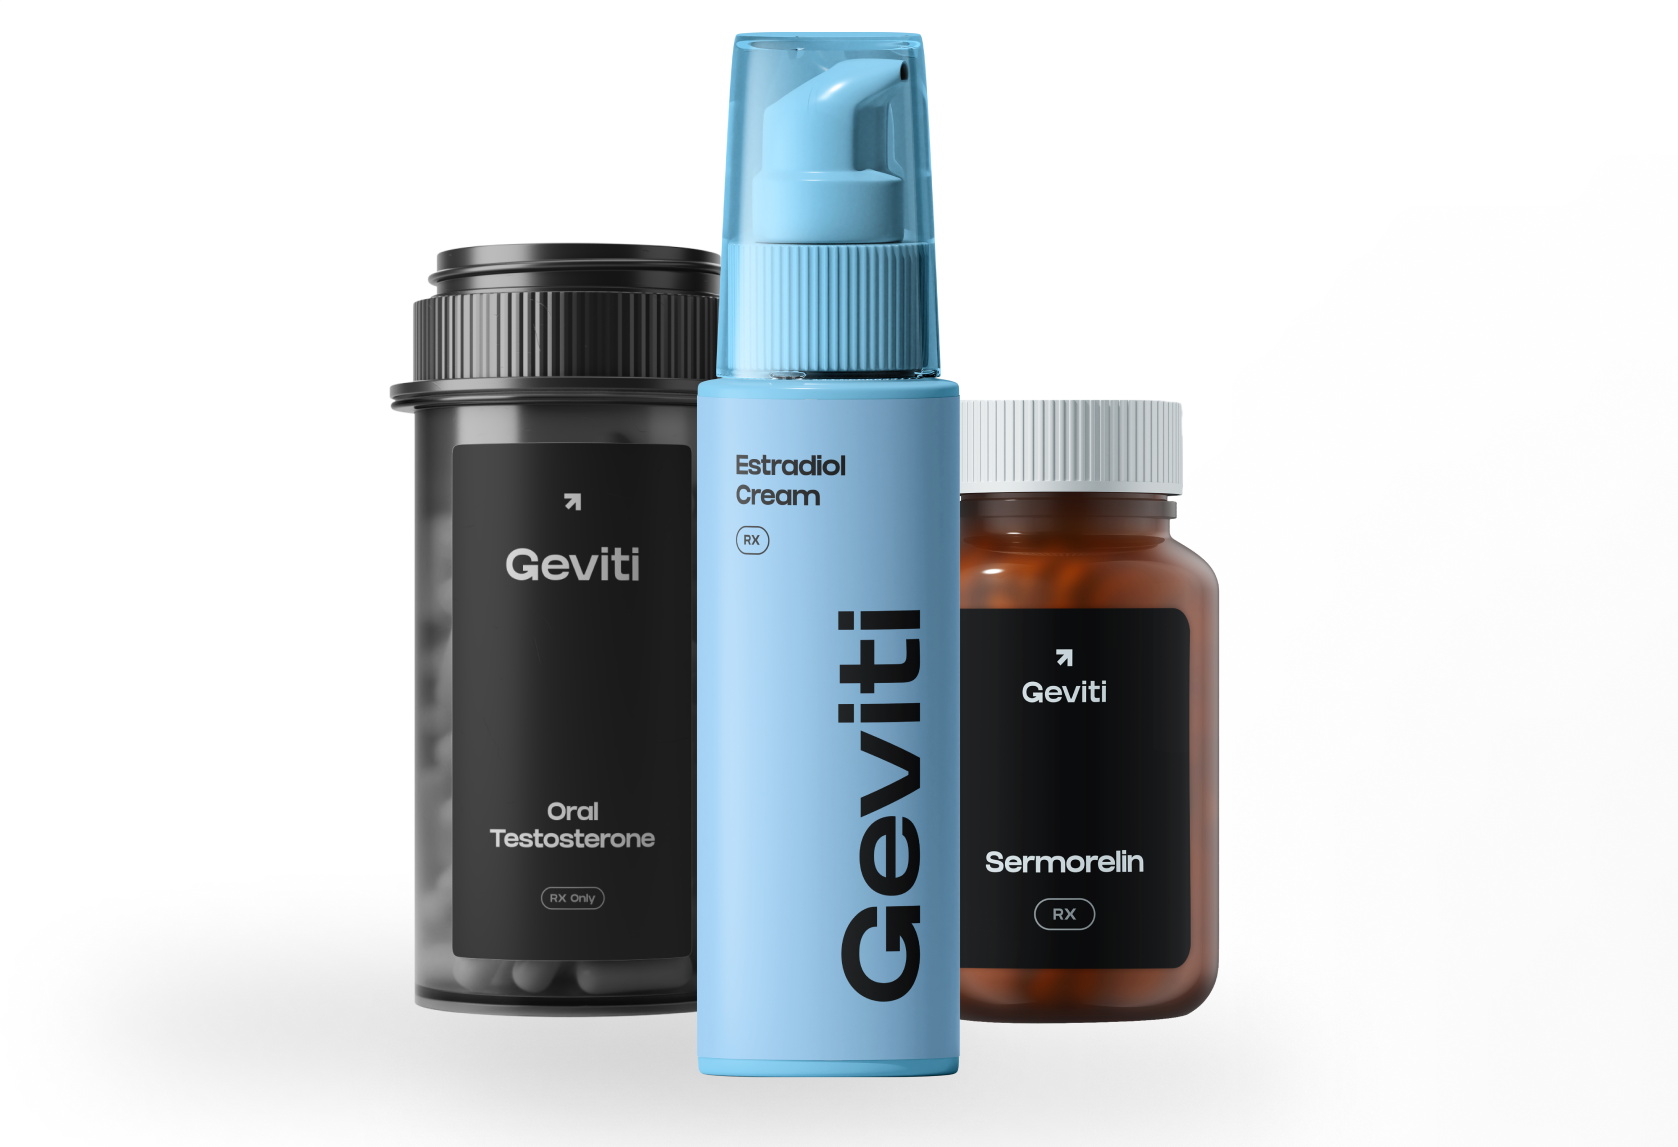 Geviti
Oral
Testosterone
RX Only
Estradiol
Cream
RX
Geviti
Geviti
Sermorelin
RX